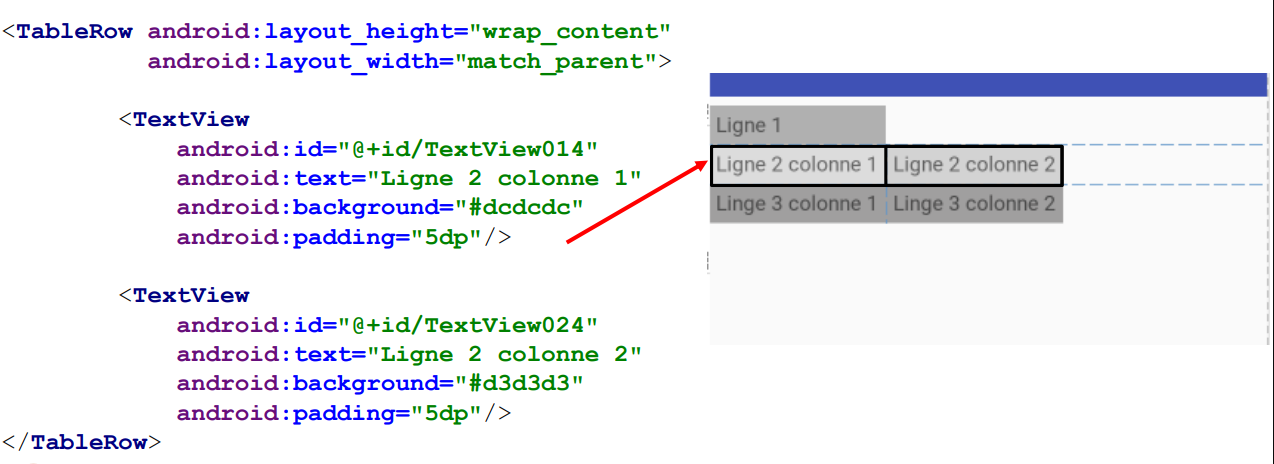 <TableRow android:layout_height="wrap_content"
android:layout_width="match_parent">
<TextView
android:id="@+id/TextView014"
android:text="Ligne 2 colonne 1"
android:background="#dcdcdc"
android:padding="5dp"/>
<TextView
android:id="@+id/TextView024"
android:text="Ligne 2 colonne 2"
android:background="#d3d3d3"
android:padding="5dp"/>
</TableRow>
Ligne 1
Ligne 2 colonne 1 Ligne 2 colonne 2
Linge 3 colonne 1 Linge 3 colonne 2